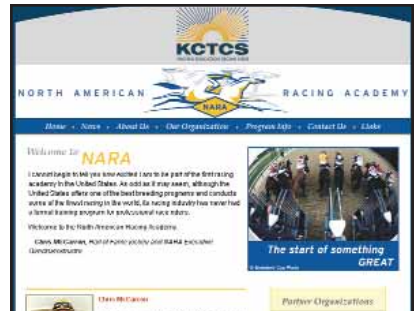 KCTCS
NORTH AMERICAN
NARA
RACING ACADEMY
Home • News • About Us • Our Organization • Program Info • Contact Us • Links
Welcome to NARA
I cannot begin to tell you how excited I am to be part of the first racing
academy in the United States. As odd as it may seem, although the
United States offers one of the best breeding programs and conducts
some of the finest racing in the world, its racing industry has never had
a formal training program for professional race riders.
Welcome to the North American Racing Academy.
Chris McCarron, Hall of Fame jockey and NARA Executive
The start of something
GREAT
Chris McCarron
Partner Organizations